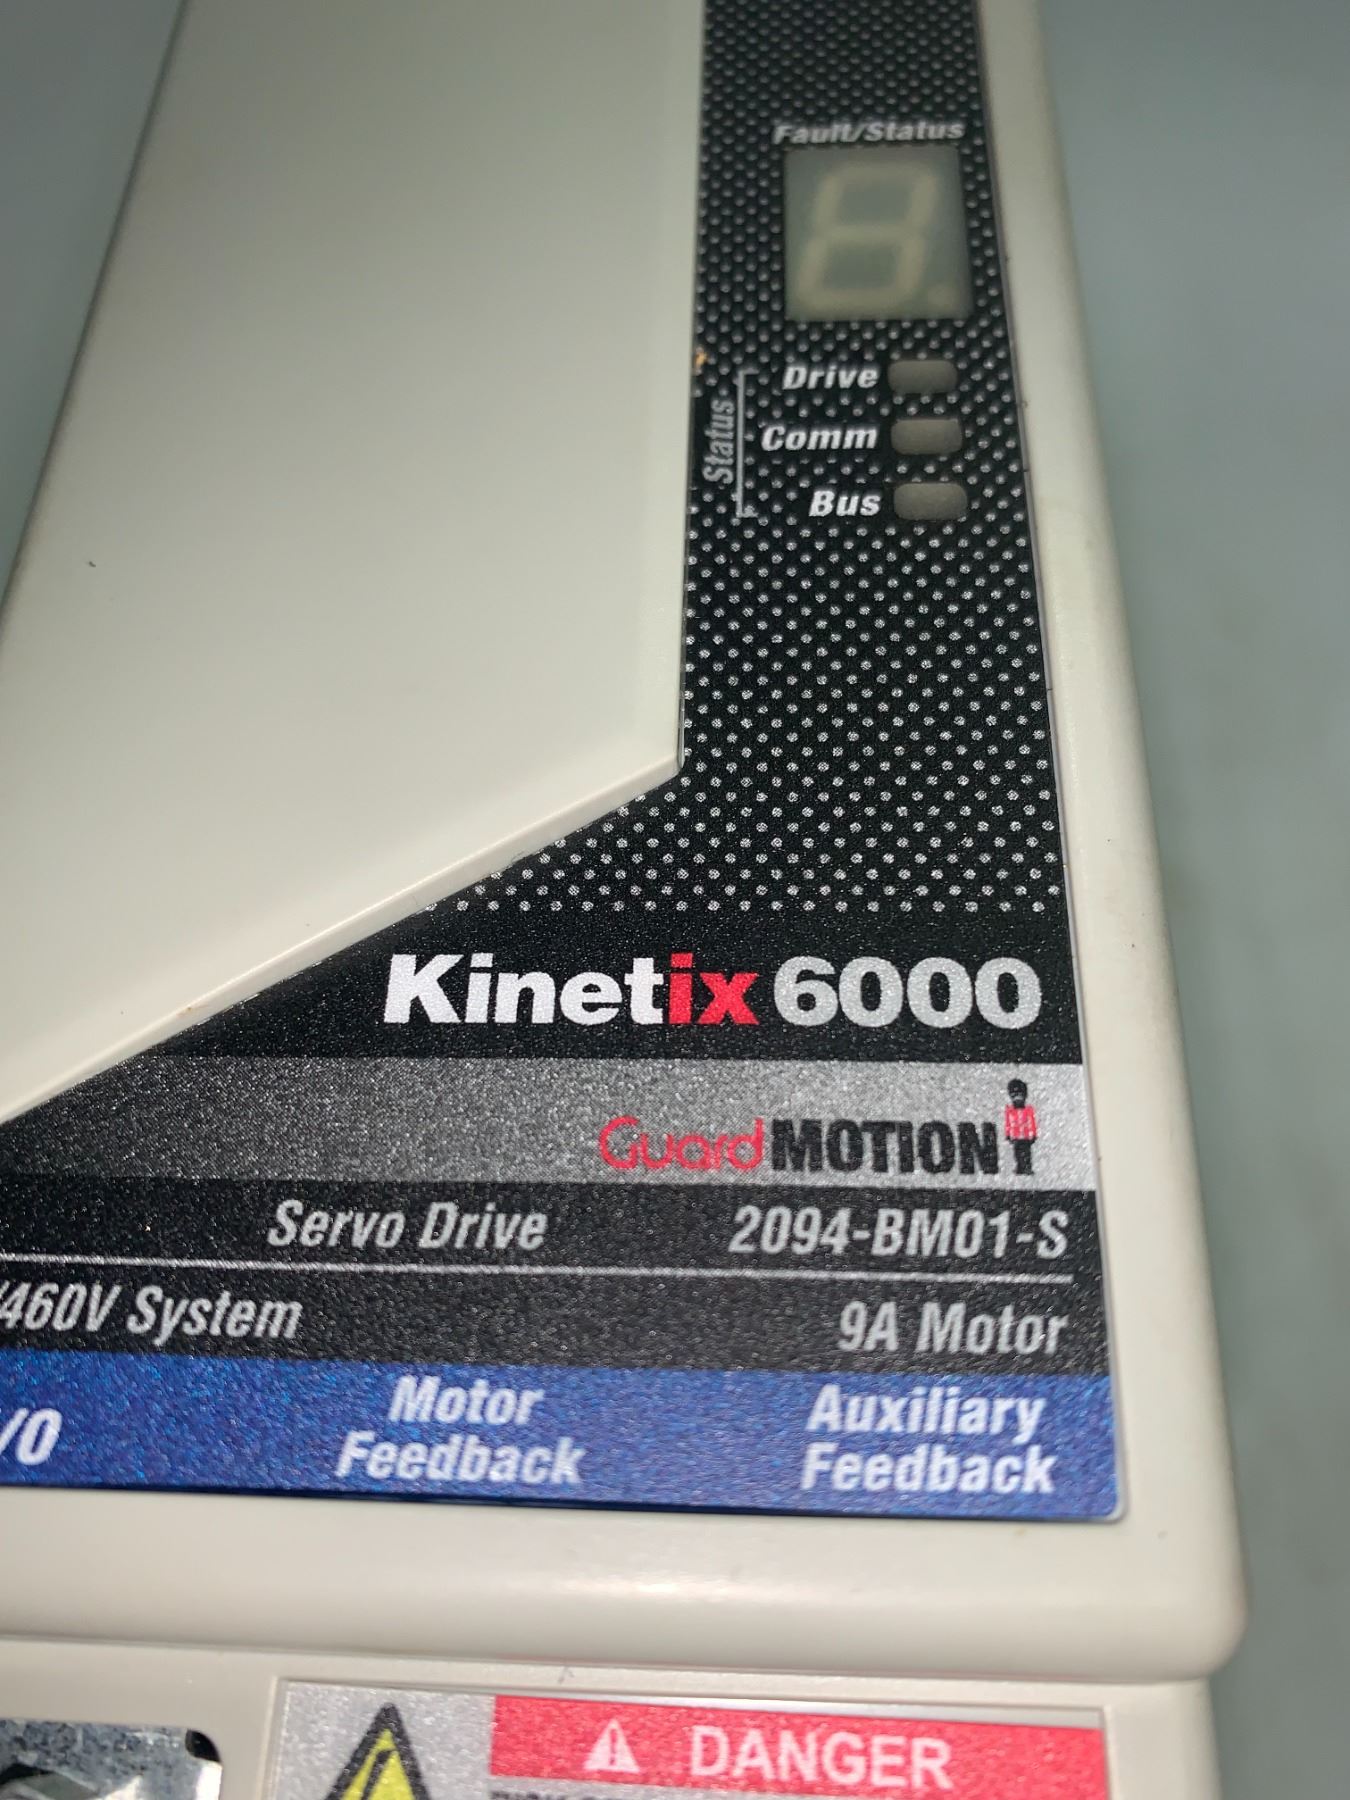 Fault/Status
8.
Status
Drive
Comm
Bus
Kinetix 6000
GuardMOTION
Servo Drive 2094-BM01-S
/460V System 9A Motor
/O Motor Feedback Auxiliary Feedback
DANGER